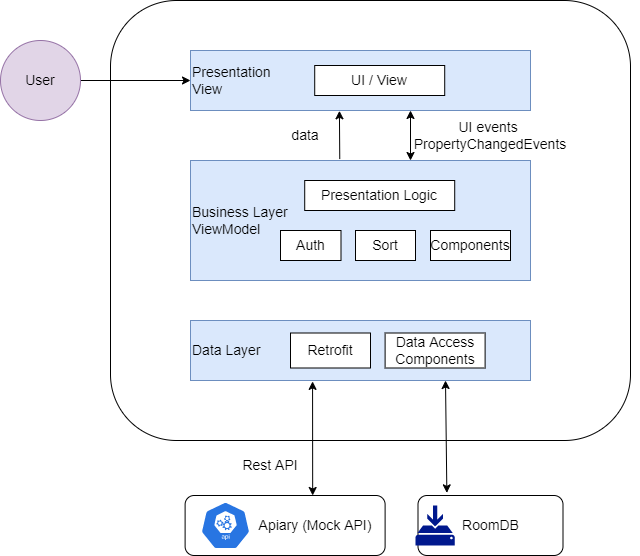 User
Presentation
View
UI / View
data
UI events
PropertyChangedEvents
Business Layer
ViewModel
Presentation Logic
Auth
Sort
Components
Data Layer
Retrofit
Data Access
Components
Rest API
api
Apiary (Mock API)
RoomDB